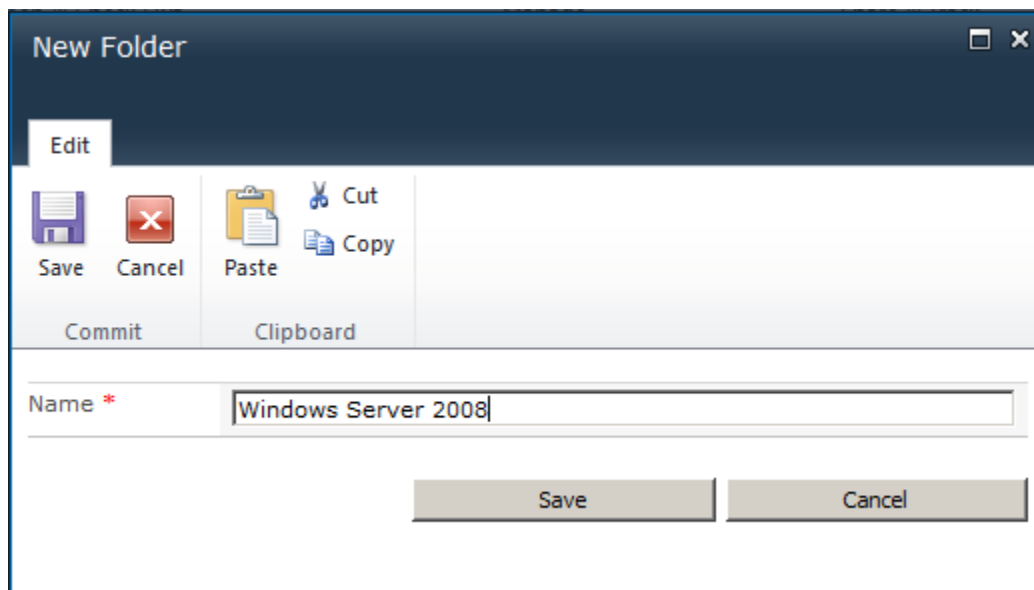 New Folder
Edit
Cut
Copy
Save Cancel Paste
Commit Clipboard
Name *
Windows Server 2008
Save Cancel